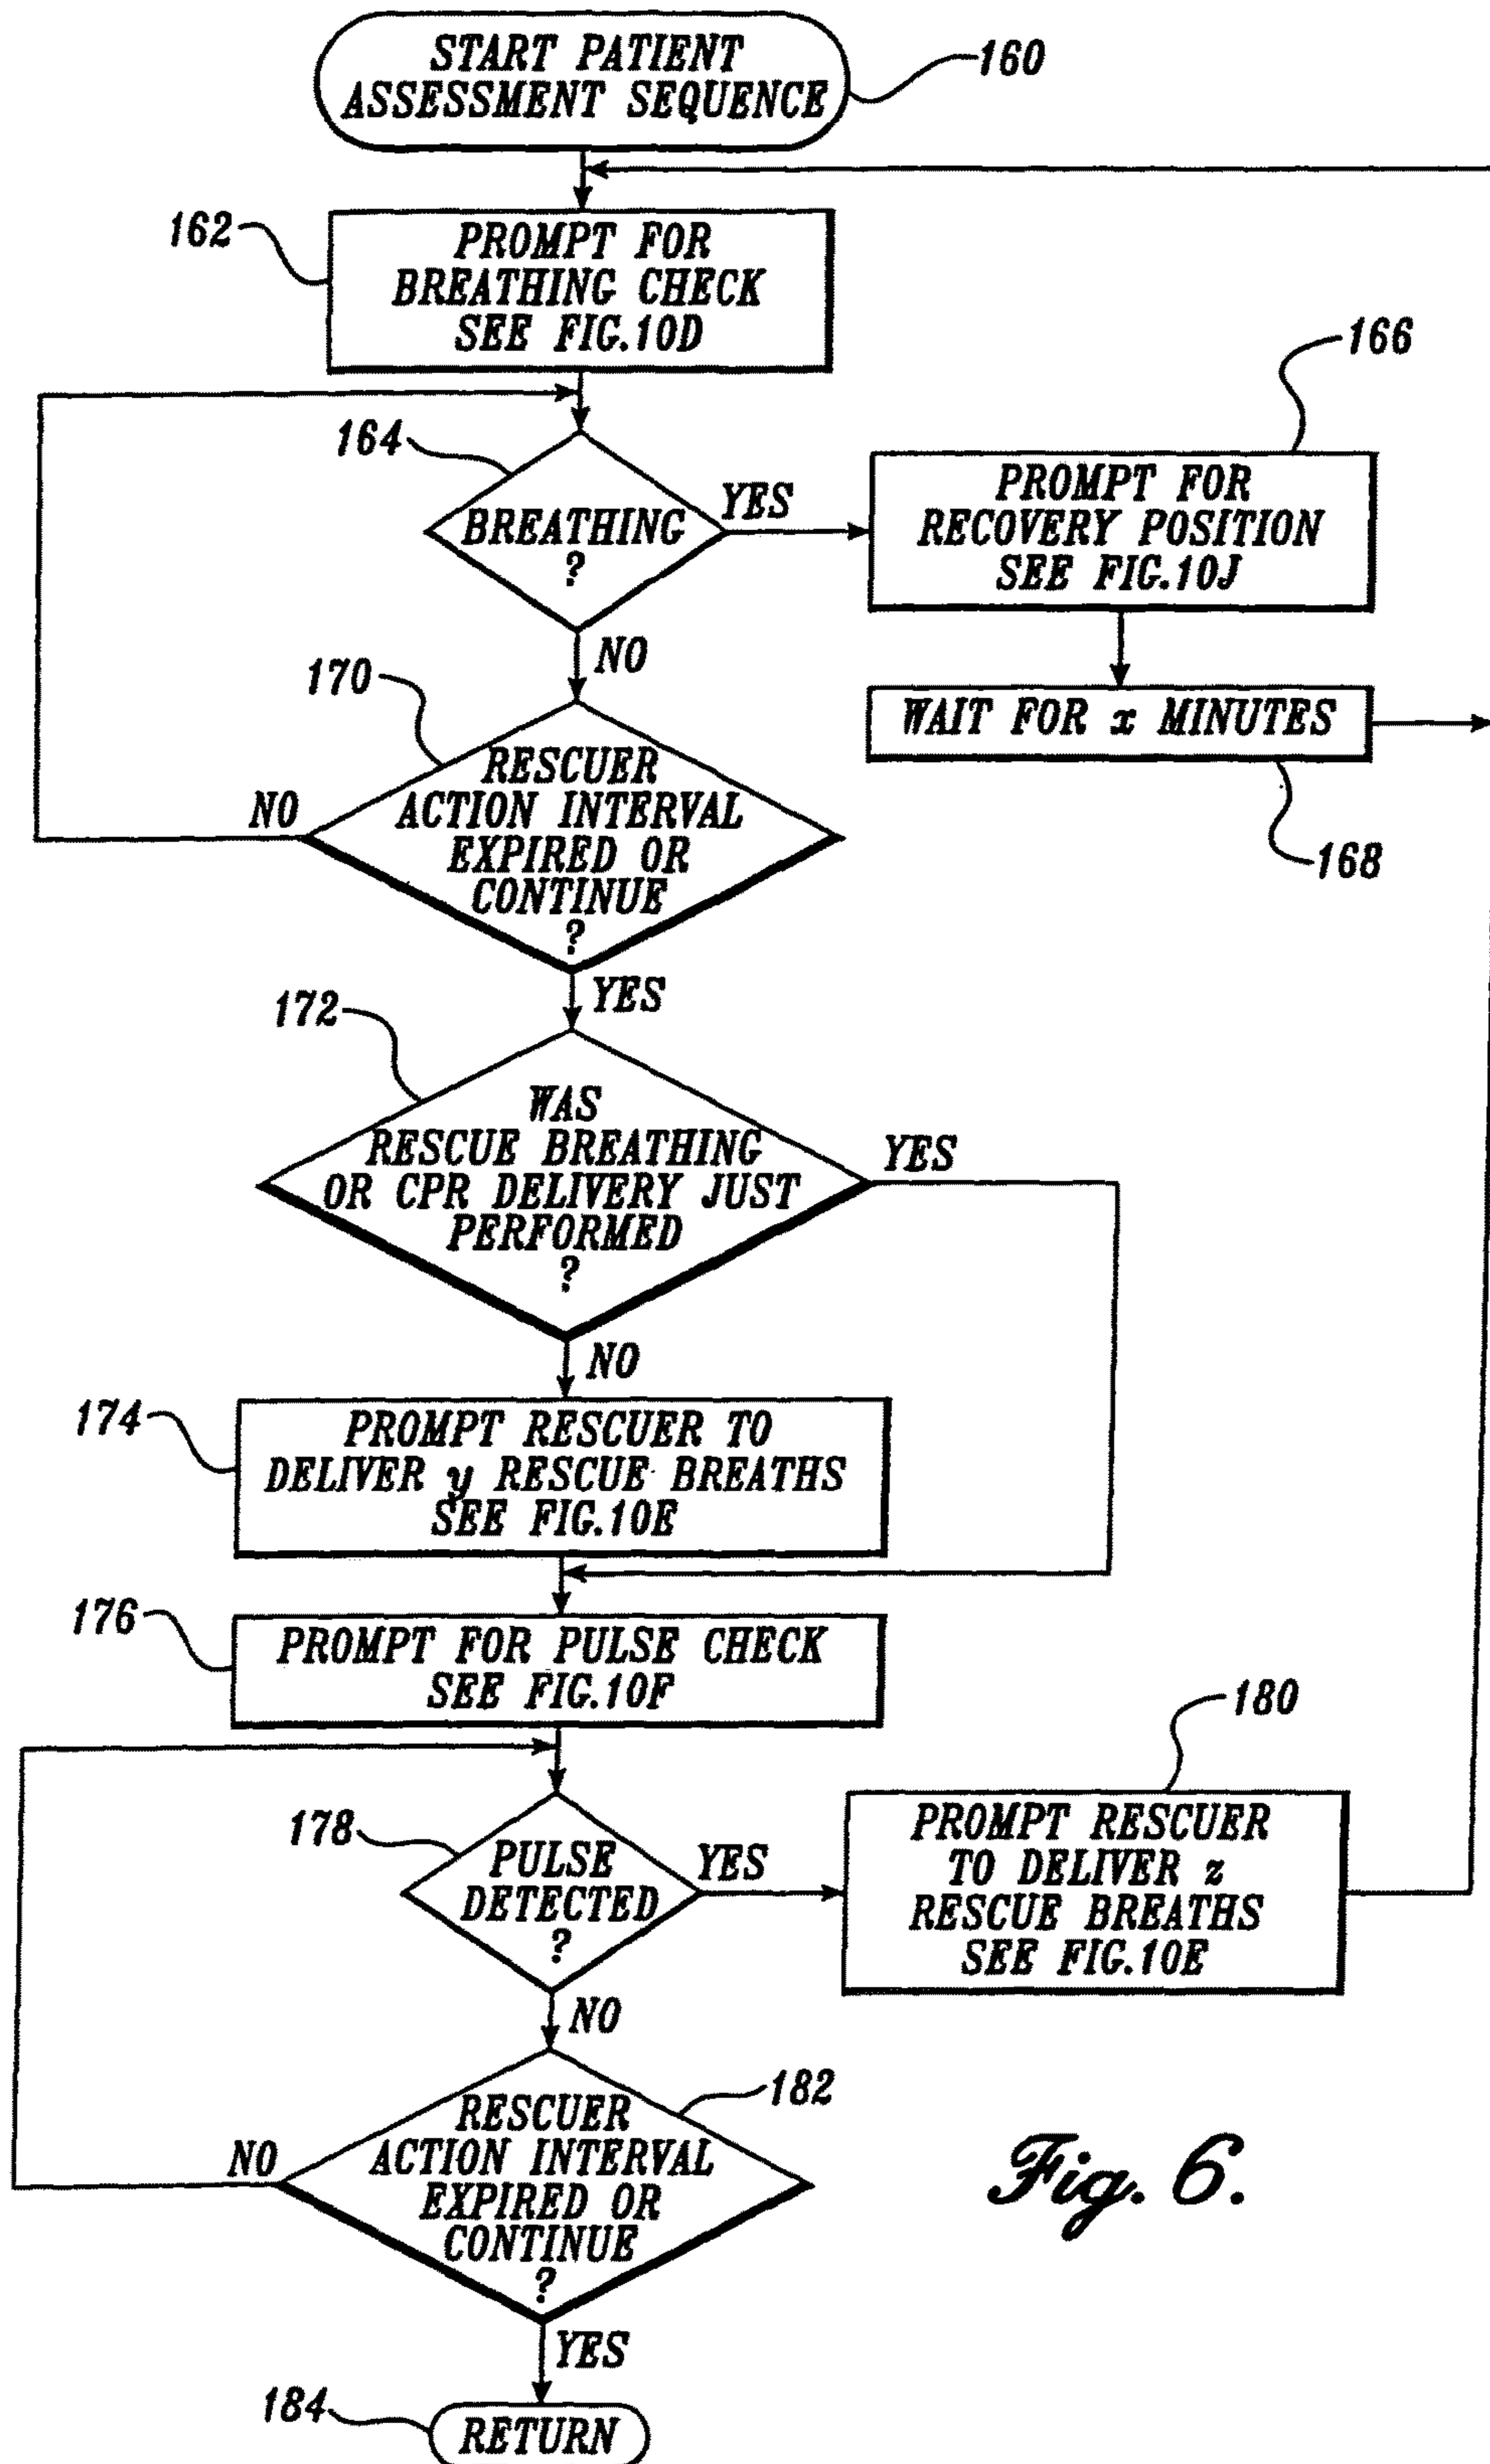 START PATIENT
ASSESSMENT SEQUENCE
160
162
PROMPT FOR
BREATHING CHECK
SEE FIG.10D
164
BREATHING
?
YES
NO
166
PROMPT FOR
RECOVERY POSITION
SEE FIG.10J
WAIT FOR x MINUTES
168
170
RESCUER
ACTION INTERVAL
EXPIRED OR
CONTINUE
?
NO
YES
172
WAS
RESCUE BREATHING
OR CPR DELIVERY JUST
PERFORMED
?
YES
NO
174
PROMPT RESCUER TO
DELIVER y RESCUE BREATHS
SEE FIG.10E
176
PROMPT FOR PULSE CHECK
SEE FIG.10F
178
PULSE
DETECTED
?
YES
NO
180
PROMPT RESCUER
TO DELIVER z
RESCUE BREATHS
SEE FIG.10E
182
RESCUER
ACTION INTERVAL
EXPIRED OR
CONTINUE
?
NO
YES
184
RETURN
Fig. 6.